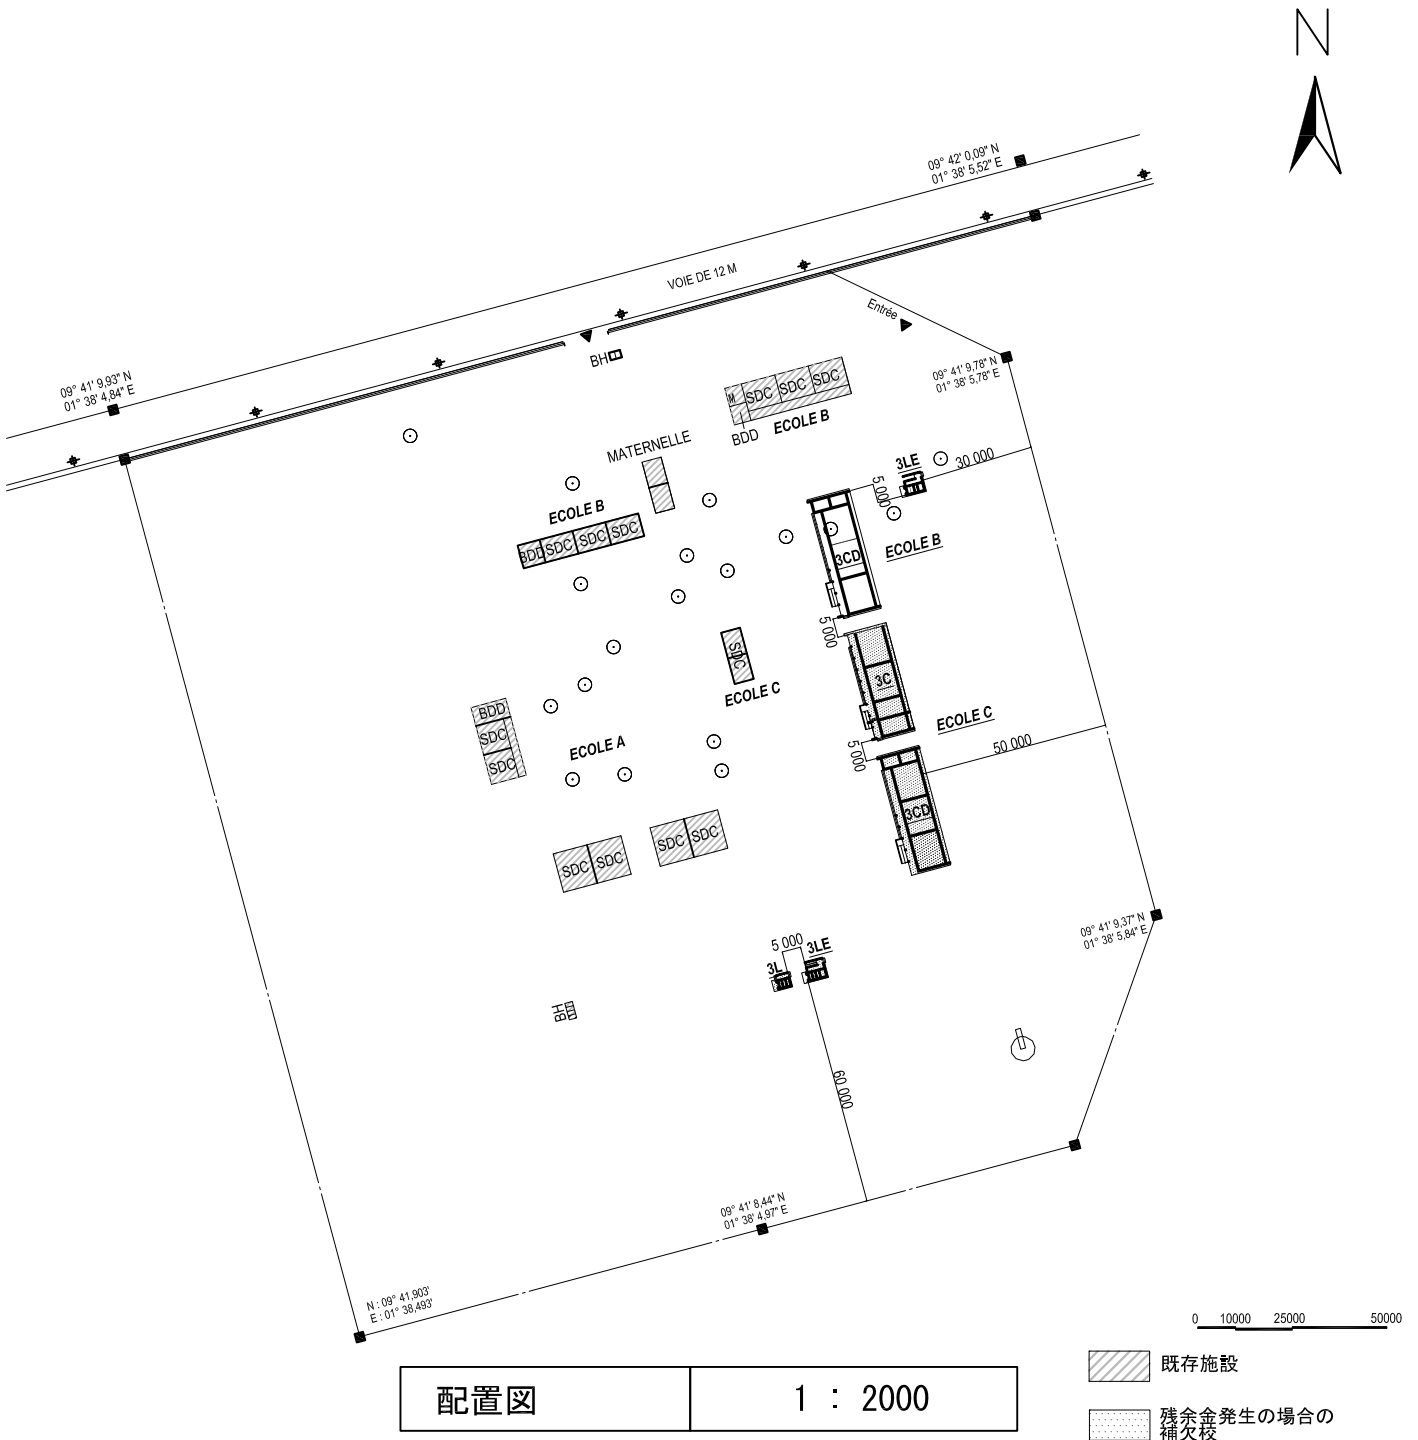 N
09° 42' 0,09" N
01° 38' 5,52" E
VOIE DE 12 M
Entrée
09° 41' 9,93" N
01° 38' 4,84" E
BH
09° 41' 9,78" N
01° 38' 5,78" E
M
SDC
SDC
SDC
BDD
ECOLE B
MATERNELLE
3LE
30 000
5 000
ECOLE B
BDD
SDC
SDC
SDC
3CD
ECOLE B
5 000
SDC
ECOLE C
3C
ECOLE C
BDD
SDC
SDC
ECOLE A
5 000
50 000
3CD
SDC
SDC
SDC
SDC
09° 41' 9,37" N
01° 38' 5,84" E
5 000
3L
3LE
BH
60 000
09° 41' 8,44" N
01° 38' 4,97" E
N : 09° 41,903'
E : 01° 38,493'
0 10000 25000 50000
既存施設
残余金発生の場合の
補欠校
配置図
1 : 2000